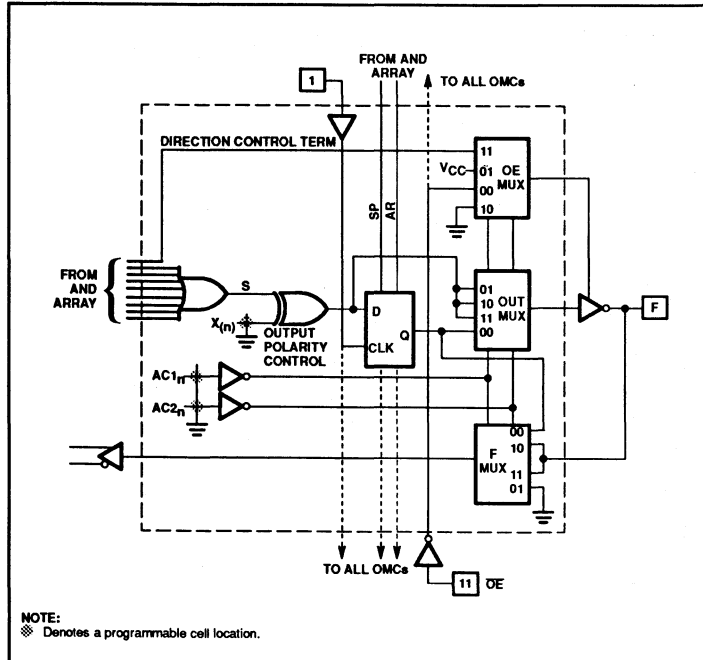 FROM AND
ARRAY
1
TO ALL OMCs
DIRECTION CONTROL TERM
11
VCC
01
00
10
OE
MUX
SP
AR
FROM
AND
ARRAY
S
X(n)
OUTPUT
POLARITY
CONTROL
D
Q
CLK
01
10
11
00
OUT
MUX
F
AC1n
AC2n
00
10
F
MUX
11
01
TO ALL OMCs
11 OE
NOTE:
Denotes a programmable cell location.